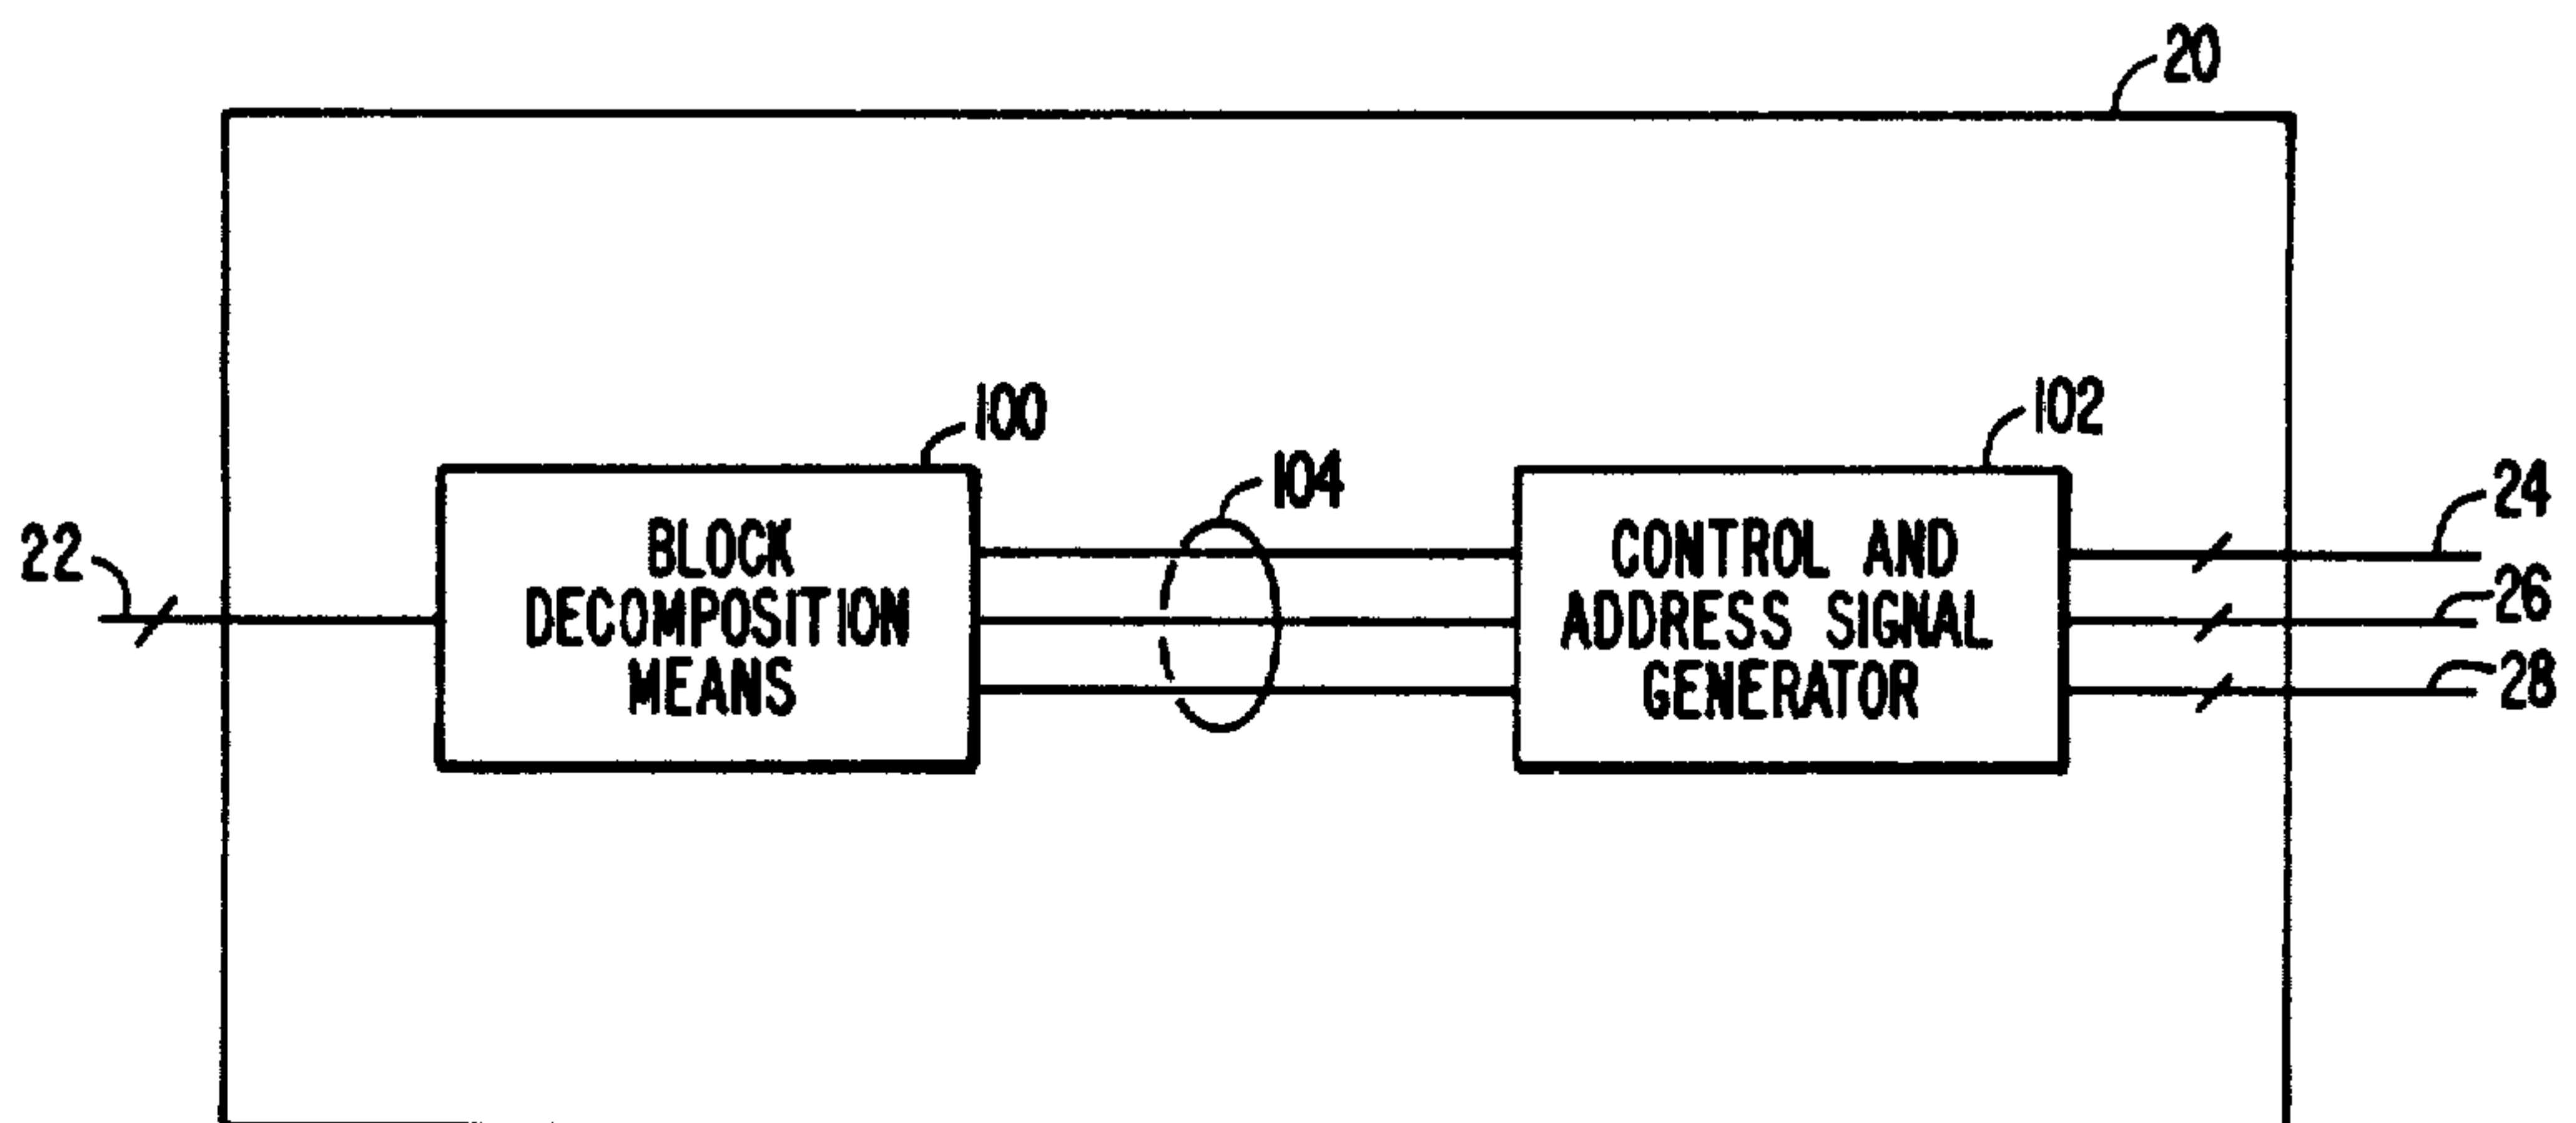 20
100
102
104
22
24
26
28
BLOCK
DECOMPOSITION
MEANS
CONTROL AND
ADDRESS SIGNAL
GENERATOR